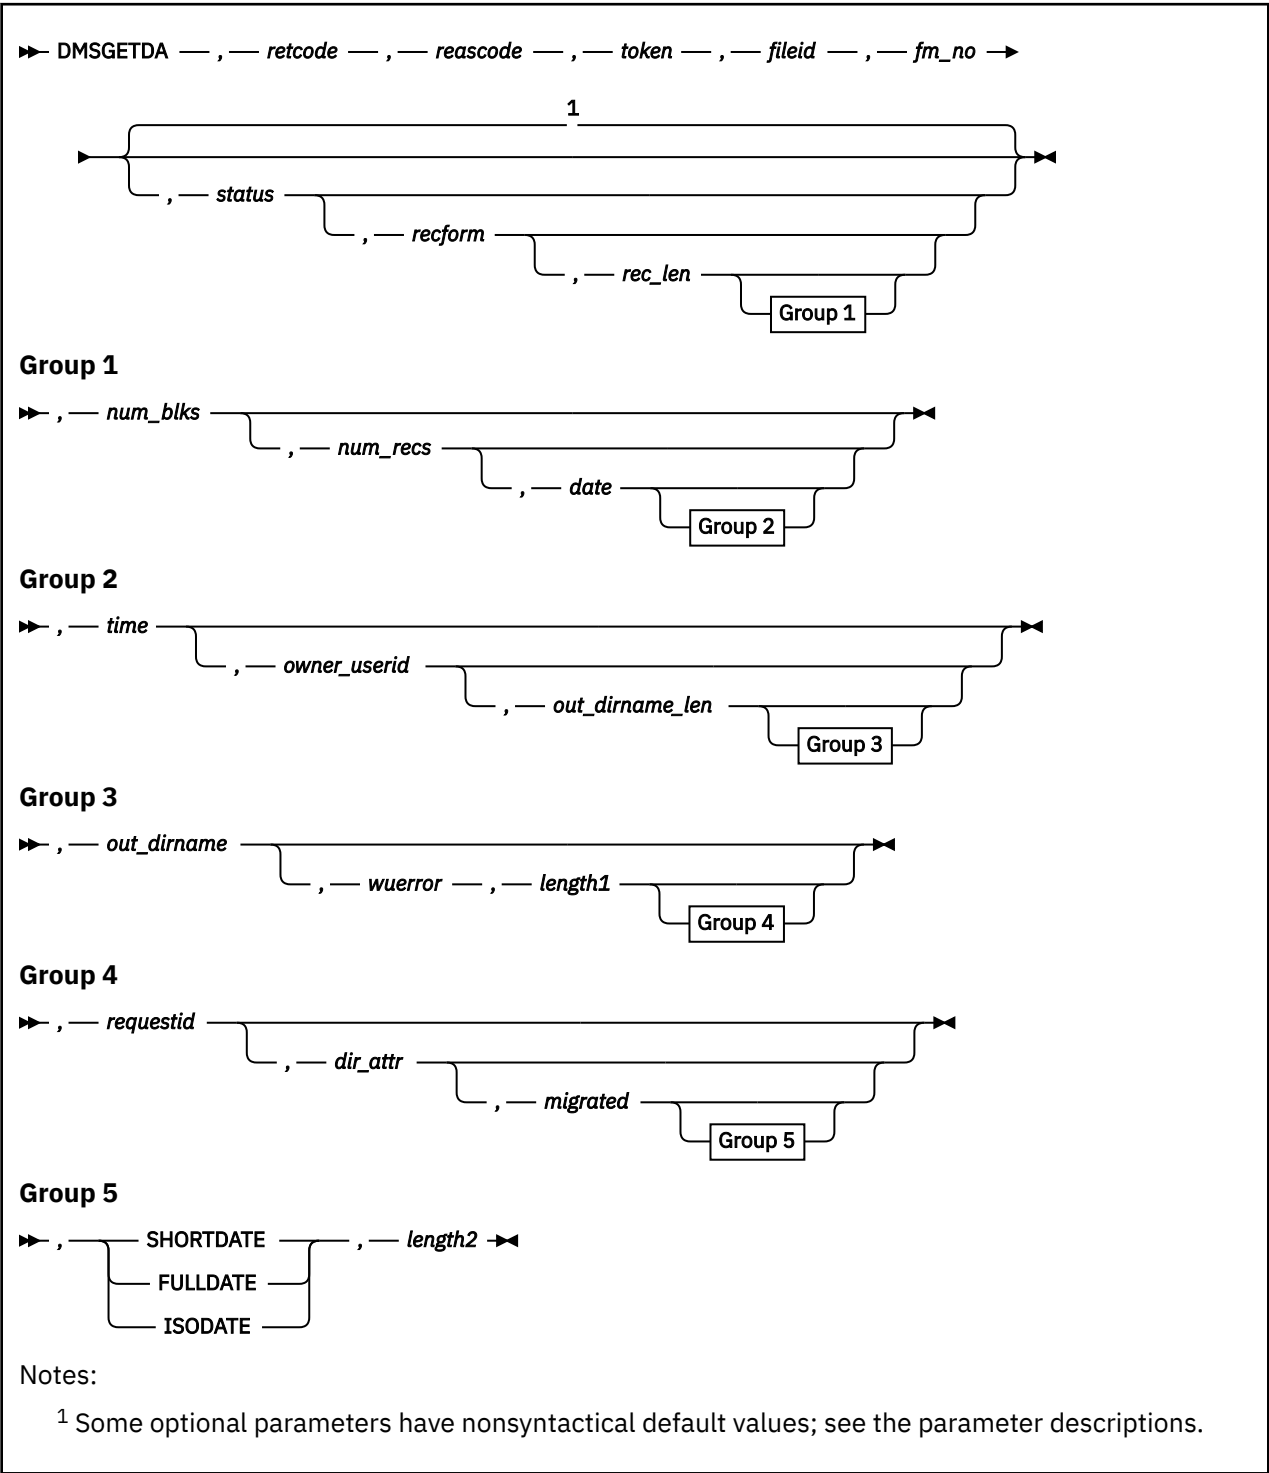 DMSGETDA , retcode , reascode , token , fileid , fm_no
1
, status
, recform
, rec_len
Group 1
Group 1
, num_blks
, num_recs
, date
Group 2
Group 2
, time
, owner_userid
, out_dirname_len
Group 3
Group 3
, out_dirname
, wuerror , length1
Group 4
Group 4
, requestid
, dir_attr
, migrated
Group 5
Group 5
, SHORTDATE , length2
FULLDATE
ISODATE
Notes:
1 Some optional parameters have nonsyntactical default values; see the parameter descriptions.